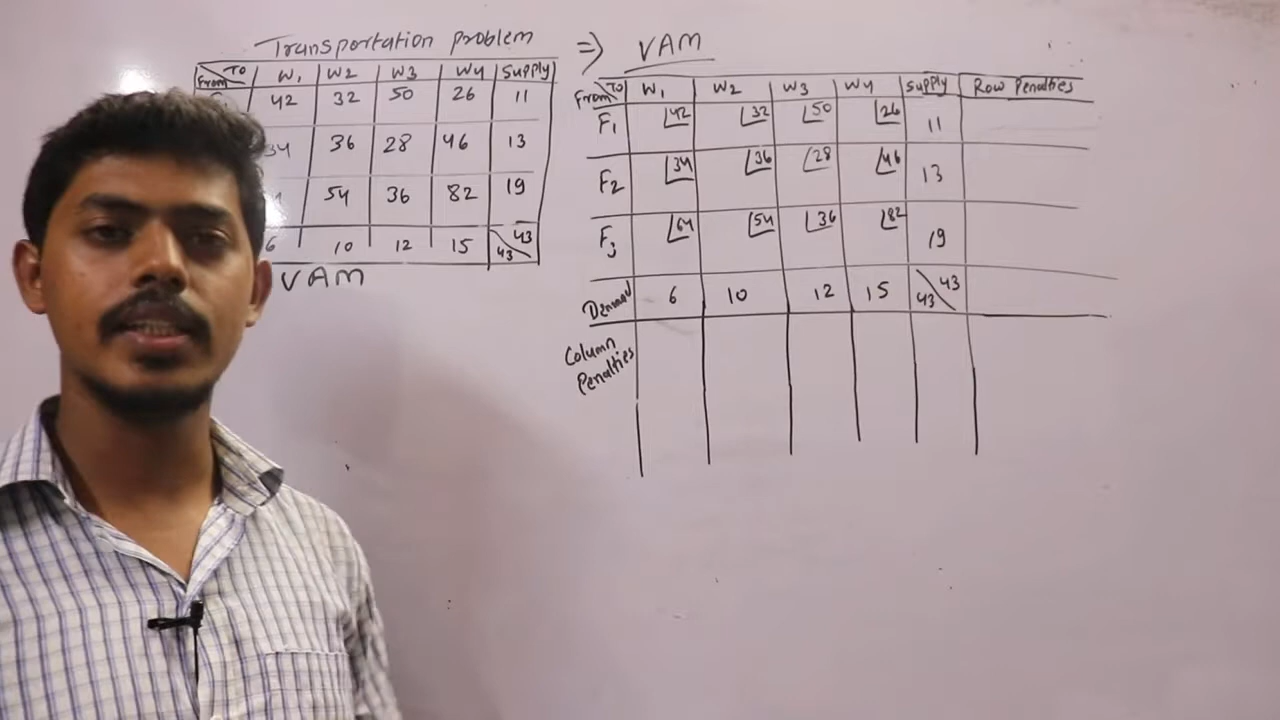 Transportation problem
From TO W1 W2 W3 W4 Supply
42 32 50 26 11
34 36 28 46 13
54 36 82 19
6 10 12 15 43 43
VAM
=> VAM
From TO W1 W2 W3 W4 Supply Row Penalties
F1 42 32 50 26 11
F2 34 36 28 46 13
F3 64 54 36 82 19
Demand 6 10 12 15 43 43
Column
Penalties